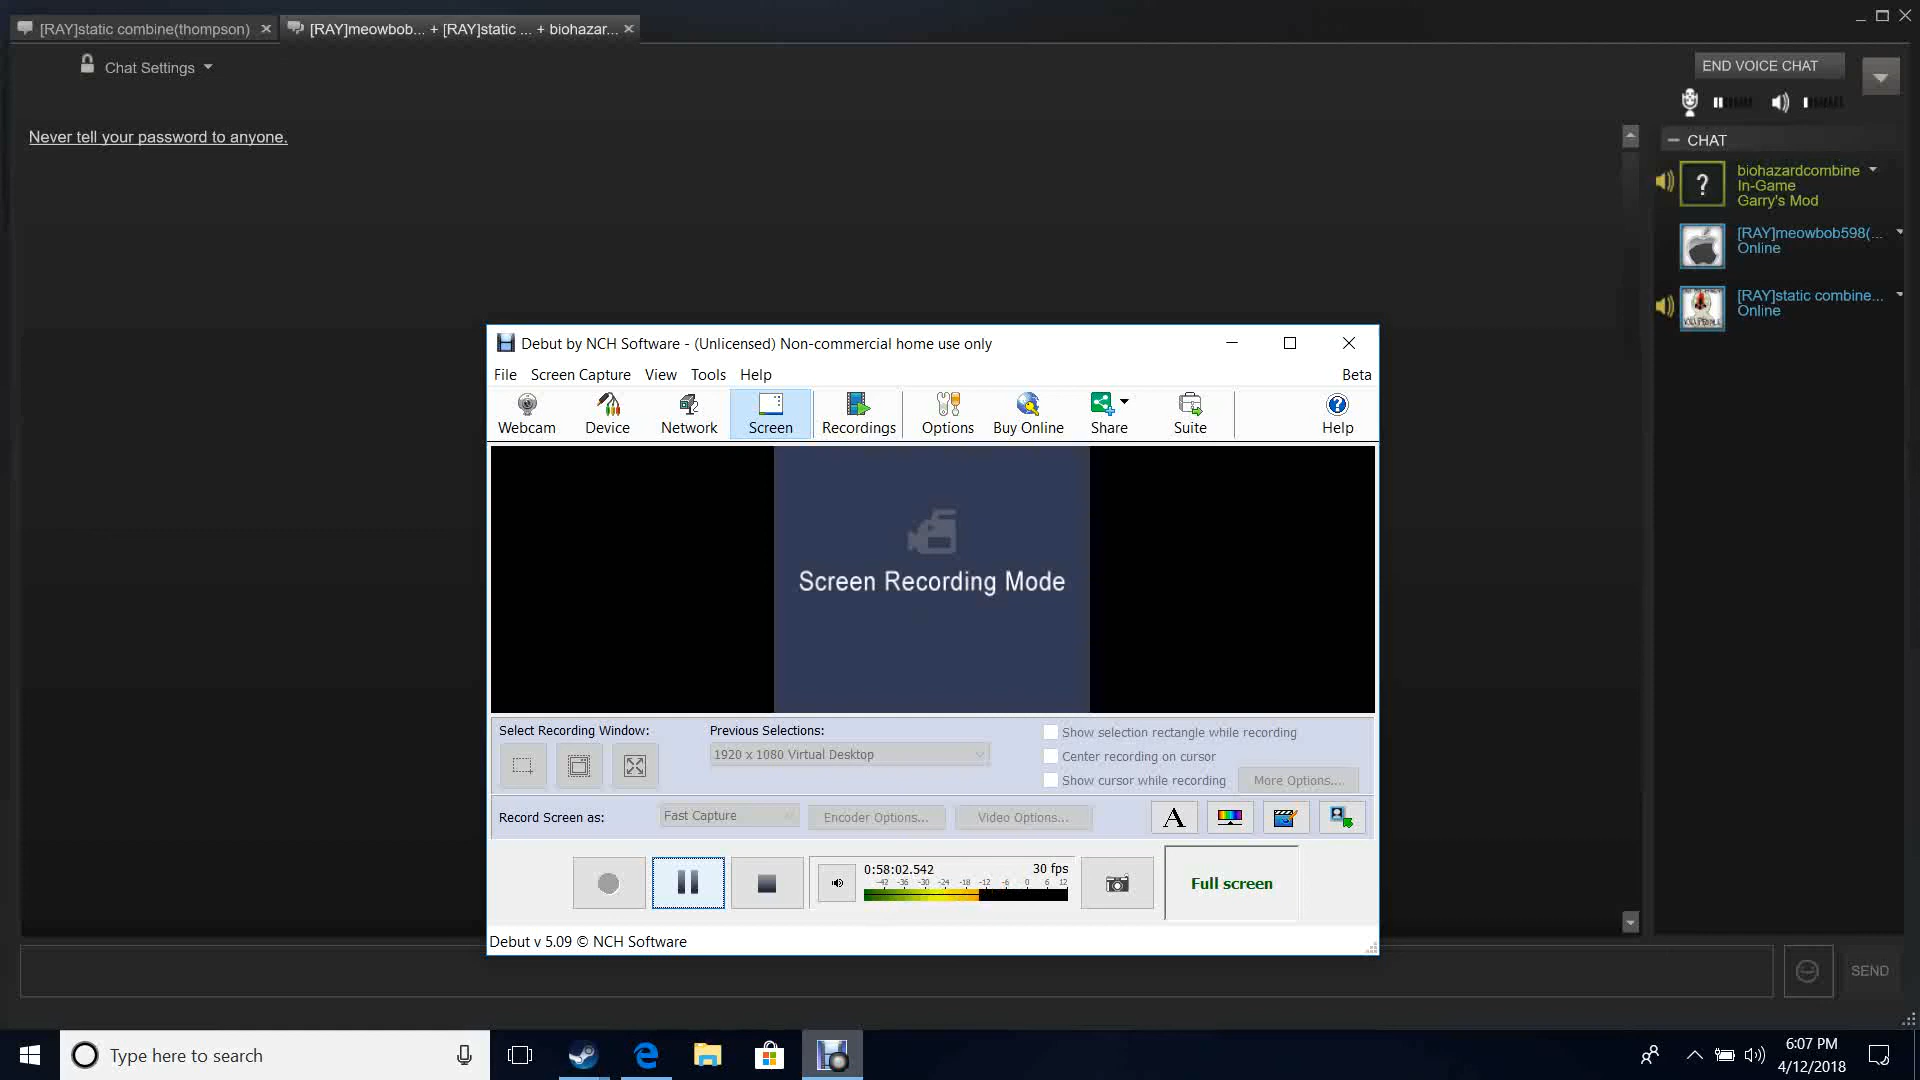 [RAY]static combine(thompson)
[RAY]meowbob... + [RAY]static ... + biohazar...
Chat Settings
END VOICE CHAT
Never tell your password to anyone.
CHAT
biohazardcombine
In-Game
Garry's Mod
[RAY]meowbob598(...
Online
[RAY]static combine...
Online
Debut by NCH Software - (Unlicensed) Non-commercial home use only
File Screen Capture View Tools Help Beta
Webcam Device Network Screen Recordings Options Buy Online Share Suite Help
Screen Recording Mode
Select Recording Window: Previous Selections:
1920 x 1080 Virtual Desktop
Show selection rectangle while recording
Center recording on cursor
Show cursor while recording More Options...
Record Screen as: Fast Capture Encoder Options... Video Options... A
0:58:02.542 30 fps
-42 -36 -30 -24 -18 -12 -6 0 6 12
Full screen
Debut v 5.09 © NCH Software
SEND
Type here to search
6:07 PM
4/12/2018